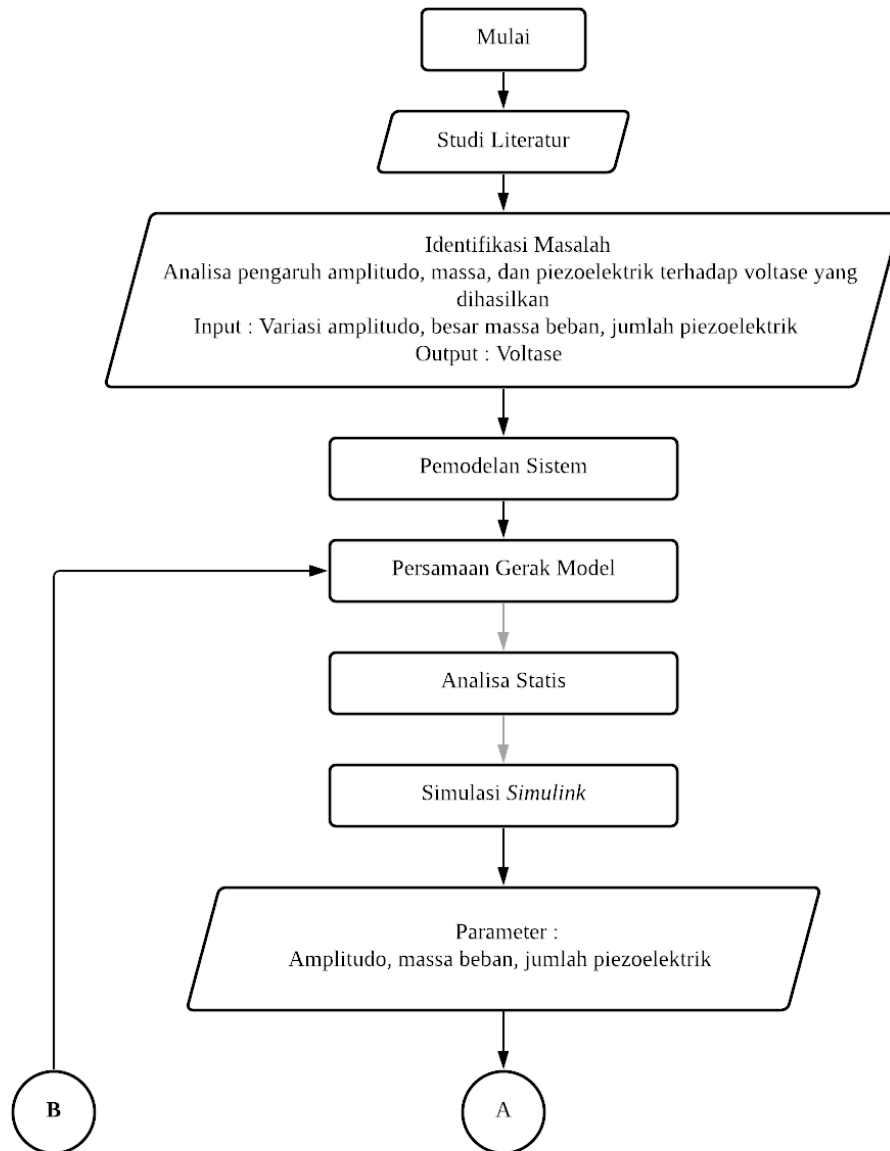 Mulai
Studi Literatur
Identifikasi Masalah
Analisa pengaruh amplitudo, massa, dan piezoelektrik terhadap voltase yang
dihasilkan
Input : Variasi amplitudo, besar massa beban, jumlah piezoelektrik
Output : Voltase
Pemodelan Sistem
Persamaan Gerak Model
Analisa Statis
Simulasi Simulink
Parameter :
Amplitudo, massa beban, jumlah piezoelektrik
B
A